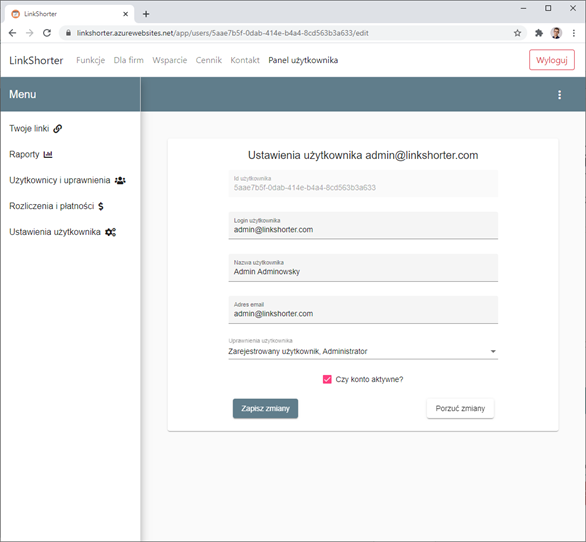 LinkShorter
linkshorter.azurewebsites.net/app/users/5aae7b5f-0dab-414e-b4a4-8cd563b3a633/edit
LinkShorter Funkcje Dla firm Wsparcie Cennik Kontakt Panel użytkownika Wyloguj
Menu
Twoje linki
Raporty
Użytkownicy i uprawnienia
Rozliczenia i płatności
Ustawienia użytkownika
Ustawienia użytkownika admin@linkshorter.com
Id użytkownika
5aae7b5f-0dab-414e-b4a4-8cd563b3a633
Login użytkownika
admin@linkshorter.com
Nazwa użytkownika
Admin Adminowsky
Adres email
admin@linkshorter.com
Uprawnienia użytkownika
Zarejestrowany użytkownik, Administrator
Czy konto aktywne?
Zapisz zmiany Porzuć zmiany